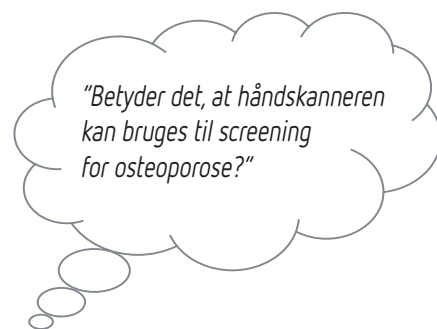 "Betyder det, at håndskanneren
kan bruges til screening
for osteoporose?"